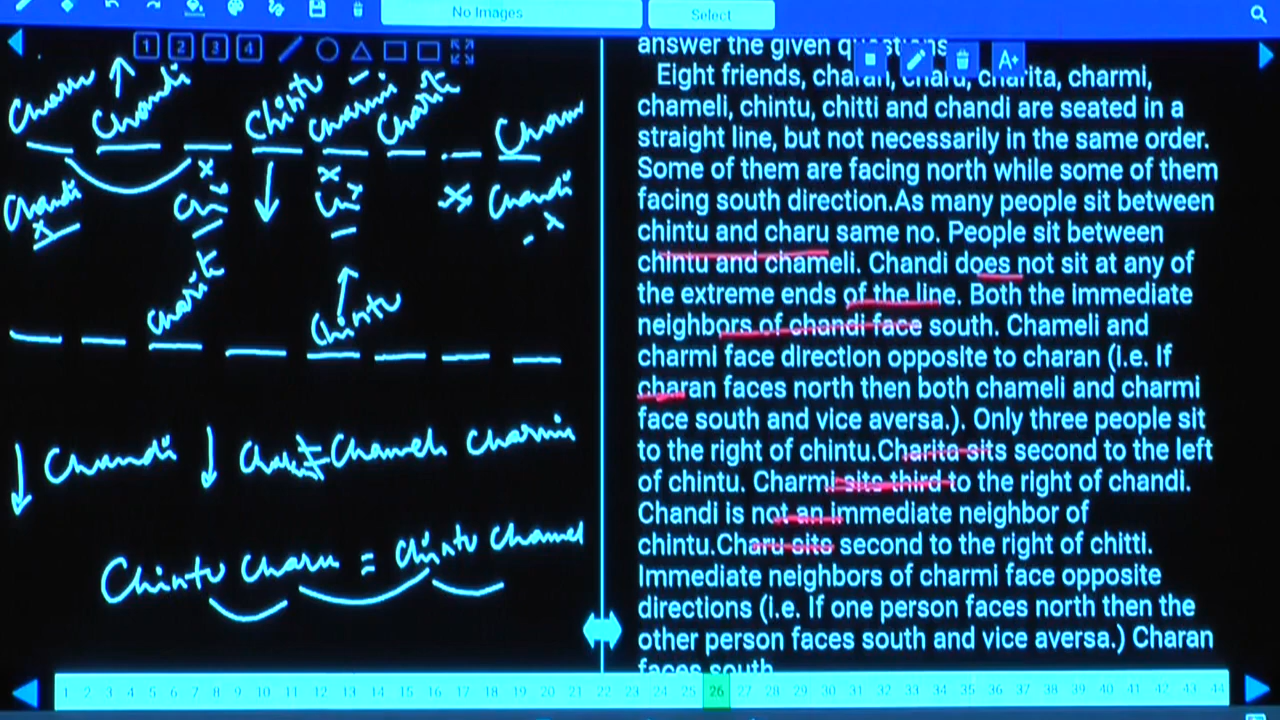 No Images
Select
1 2 3 4
Charu Chandi Chintu Charmi Charita Charu
Chandi
x
x
x
x
Chandi
x
Charita
Chintu
Chandi
Chameli Charmi
Chintu Charu = Chintu Chamel
answer the given questions
A+
Eight friends, charan, charu, charita, charmi,
chameli, chintu, chitti and chandi are seated in a
straight line, but not necessarily in the same order.
Some of them are facing north while some of them
facing south direction.As many people sit between
chintu and charu same no. People sit between
chintu and chameli. Chandi does not sit at any of
the extreme ends of the line. Both the immediate
neighbors of chandi face south. Chameli and
charmi face direction opposite to charan (i.e. If
charan faces north then both chameli and charmi
face south and vice aversa.). Only three people sit
to the right of chintu.Charita sits second to the left
of chintu. Charmi sits third to the right of chandi.
Chandi is not an immediate neighbor of
chintu.Charu sits second to the right of chitti.
Immediate neighbors of charmi face opposite
directions (i.e. If one person faces north then the
other person faces south and vice aversa.) Charan
faces south
1 2 3 4 5 6 7 8 9 10 11 12 13 14 15 16 17 18 19 20 21 22 23 24 25 26 27 28 29 30 31 32 33 34 35 36 37 38 39 40 41 42 43 44